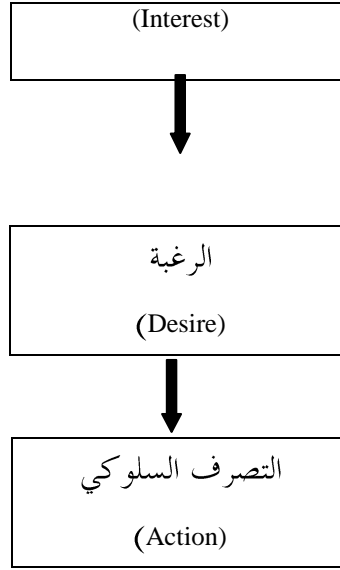 (Interest)
الرغبة
(Desire)
التصرف السلوكي
(Action)